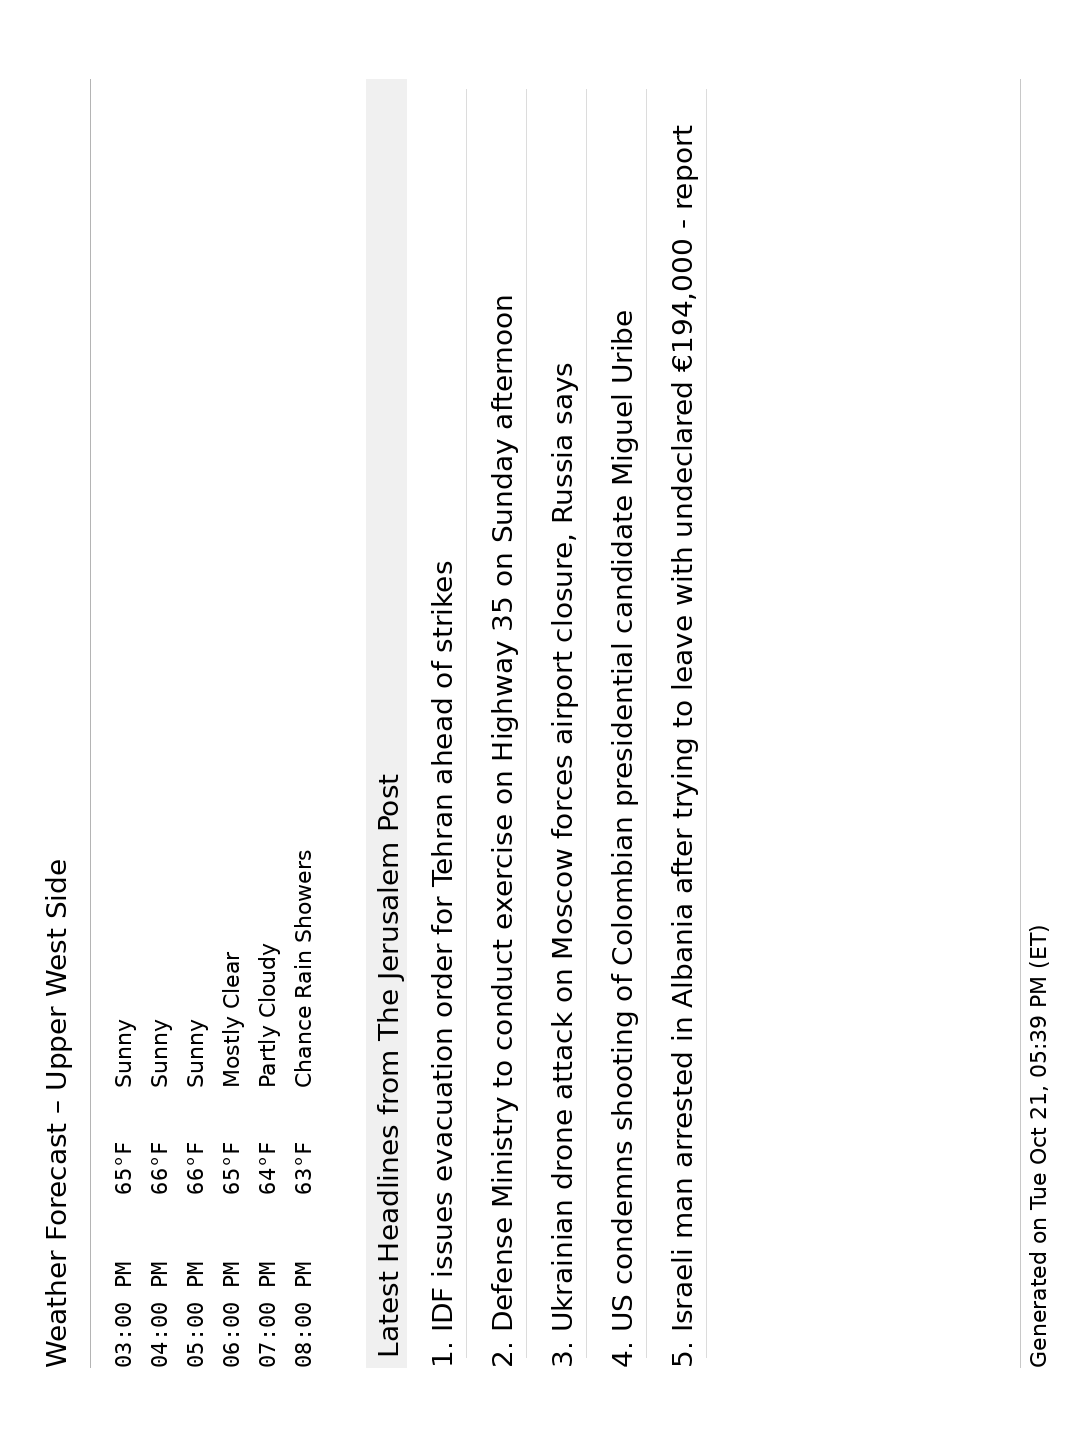 Weather Forecast – Upper West Side
03:00 PM 65°F Sunny
04:00 PM 66°F Sunny
05:00 PM 66°F Sunny
06:00 PM 65°F Mostly Clear
07:00 PM 64°F Partly Cloudy
08:00 PM 63°F Chance Rain Showers
Latest Headlines from The Jerusalem Post
1. IDF issues evacuation order for Tehran ahead of strikes
2. Defense Ministry to conduct exercise on Highway 35 on Sunday afternoon
3. Ukrainian drone attack on Moscow forces airport closure, Russia says
4. US condemns shooting of Colombian presidential candidate Miguel Uribe
5. Israeli man arrested in Albania after trying to leave with undeclared €194,000 - report
Generated on Tue Oct 21, 05:39 PM (ET)